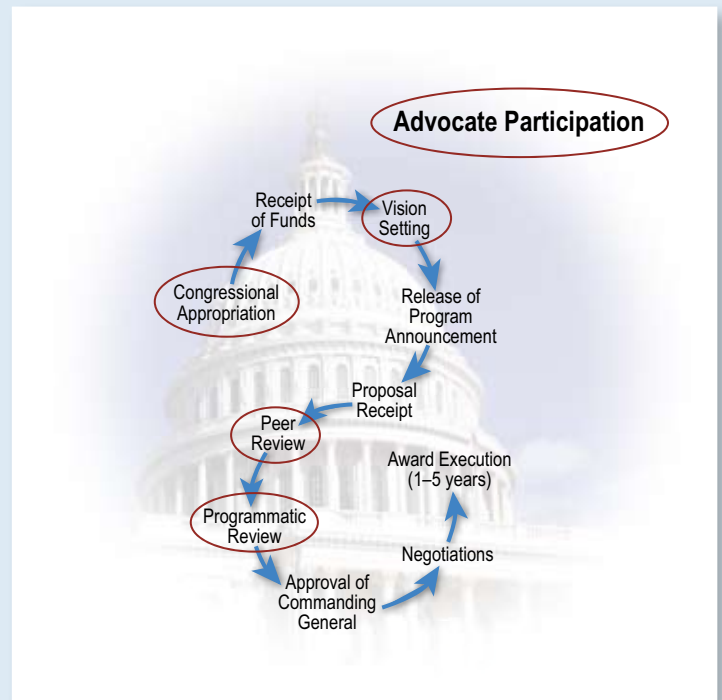 Advocate Participation
Receipt
of Funds
Vision
Setting
Congressional
Appropriation
Release of
Program
Announcement
Proposal
Receipt
Peer
Review
Award Execution
(1–5 years)
Programmatic
Review
Negotiations
Approval of
Commanding
General